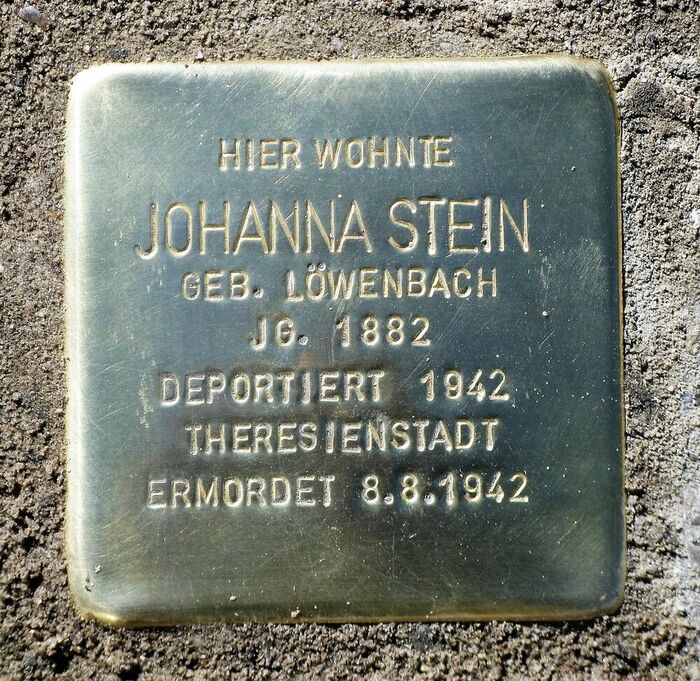 HIER WOHNTE
JOHANNA STEIN
GEB. LÖWENBACH
JG. 1882
DEPORTIERT 1942
THERESIENSTADT
ERMORDET 8.8.1942